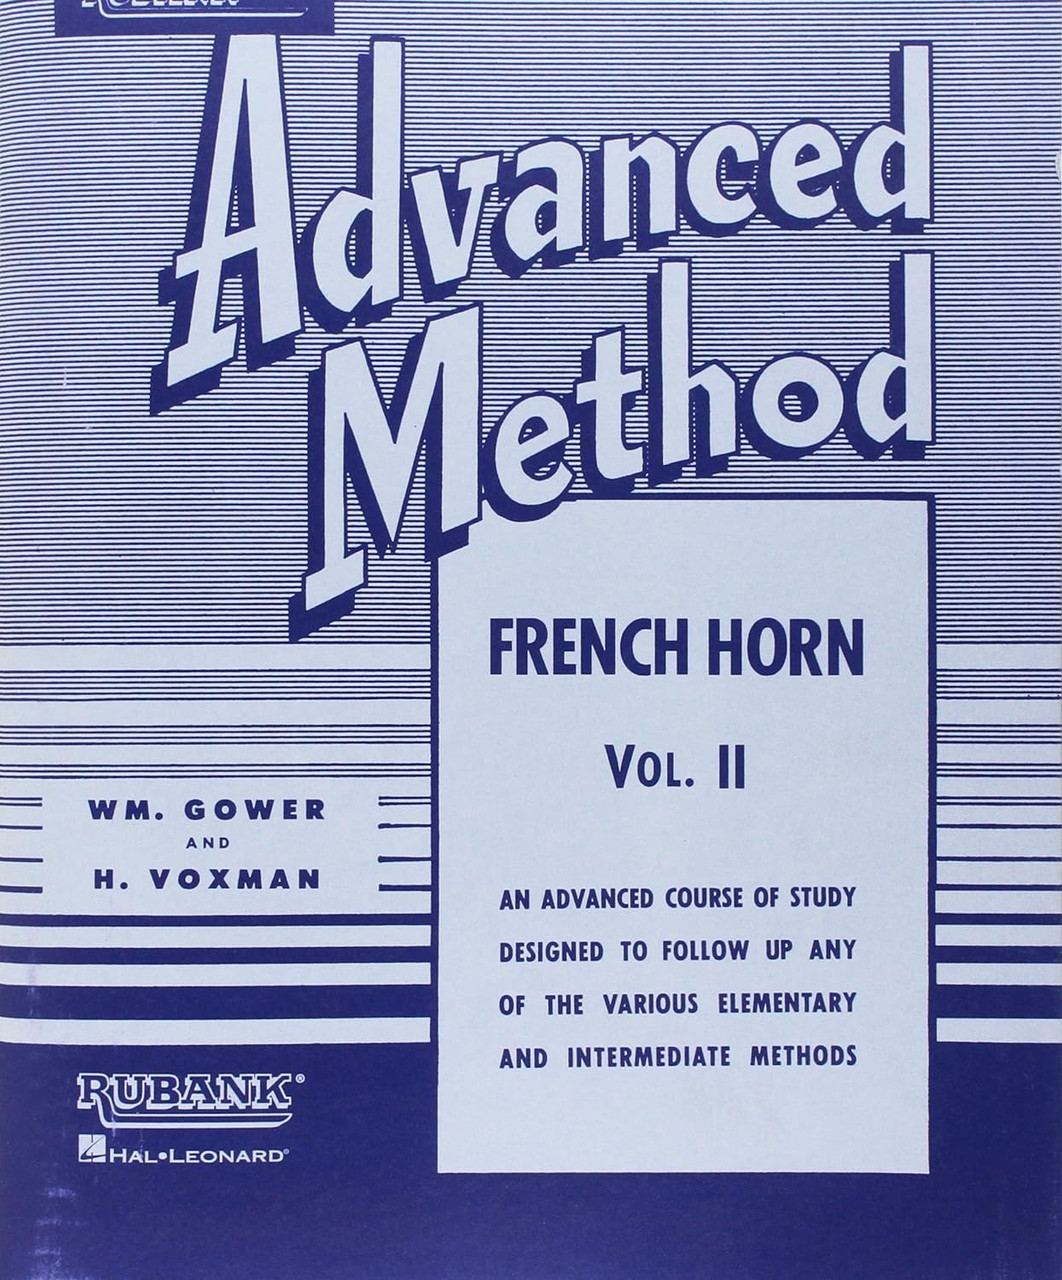 Advanced
Method
FRENCH HORN
VOL. II
WM. GOWER
AND
H. VOXMAN
AN ADVANCED COURSE OF STUDY
DESIGNED TO FOLLOW UP ANY
OF THE VARIOUS ELEMENTARY
AND INTERMEDIATE METHODS
RUBANK®
HAL•LEONARD®